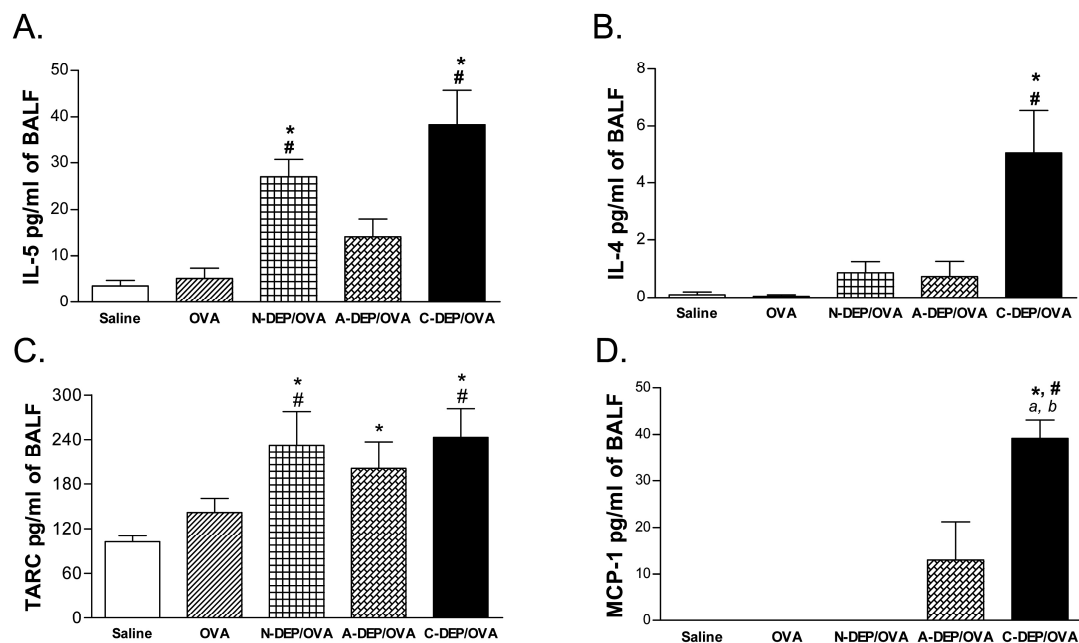 A.
IL-5 pg/ml of BALF
50
40
30
20
10
0
*
#
*
#
Saline OVA N-DEP/OVA A-DEP/OVA C-DEP/OVA
B.
IL-4 pg/ml of BALF
8
6
4
2
0
*
#
Saline OVA N-DEP/OVA A-DEP/OVA C-DEP/OVA
C.
TARC pg/ml of BALF
300
240
180
120
60
0
*
#
*
*
#
Saline OVA N-DEP/OVA A-DEP/OVA C-DEP/OVA
D.
MCP-1 pg/ml of BALF
50
40
30
20
10
0
*, #
a, b
Saline OVA N-DEP/OVA A-DEP/OVA C-DEP/OVA